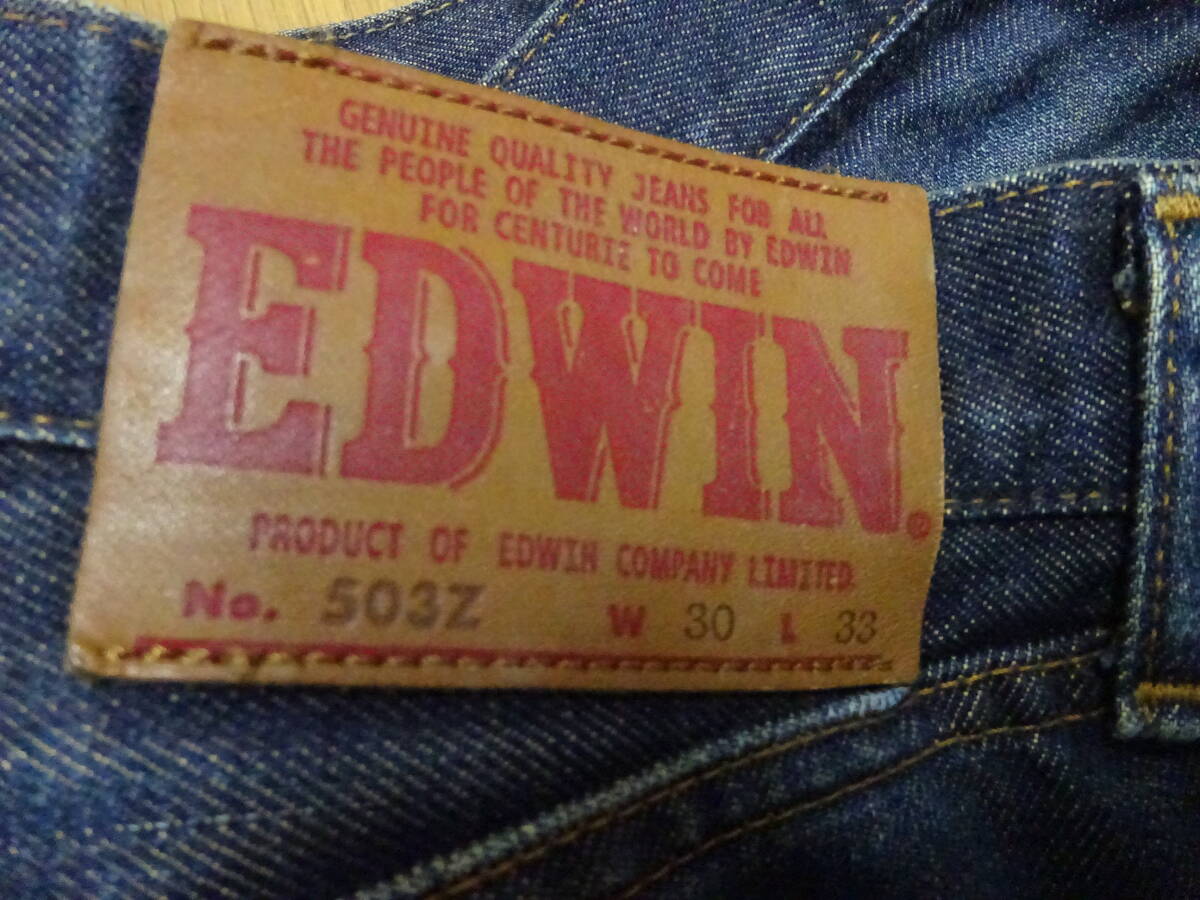 GENUINE QUALITY JEANS FOR ALL
THE PEOPLE OF THE WORLD BY EDWIN
FOR CENTURIE TO COME
EDWIN®
PRODUCT OF EDWIN COMPANY LIMITED.
No. 503Z W 30 L 33